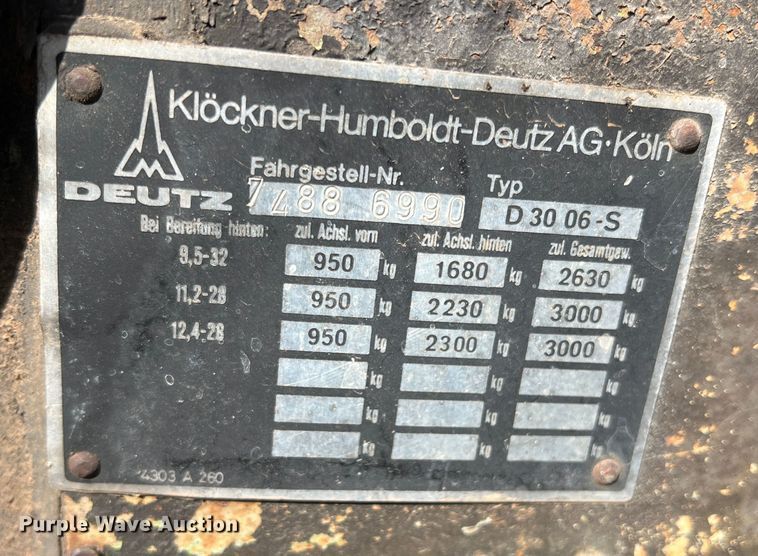 Klöckner-Humboldt-Deutz AG·Köln
DEUTZ
Fahrgestell-Nr. Typ
7488 6990 D 30 06-S
Bei Bereifung hinten: zul. Achsl. vorn zul. Achsl. hinten zul. Gesamtgew.
9,5-32 950 kg 1680 kg 2630 kg
11,2-28 950 kg 2230 kg 3000 kg
12,4-28 950 kg 2300 kg 3000 kg
kg kg kg
kg kg kg
kg kg kg
4303 A 260
Purple Wave Auction